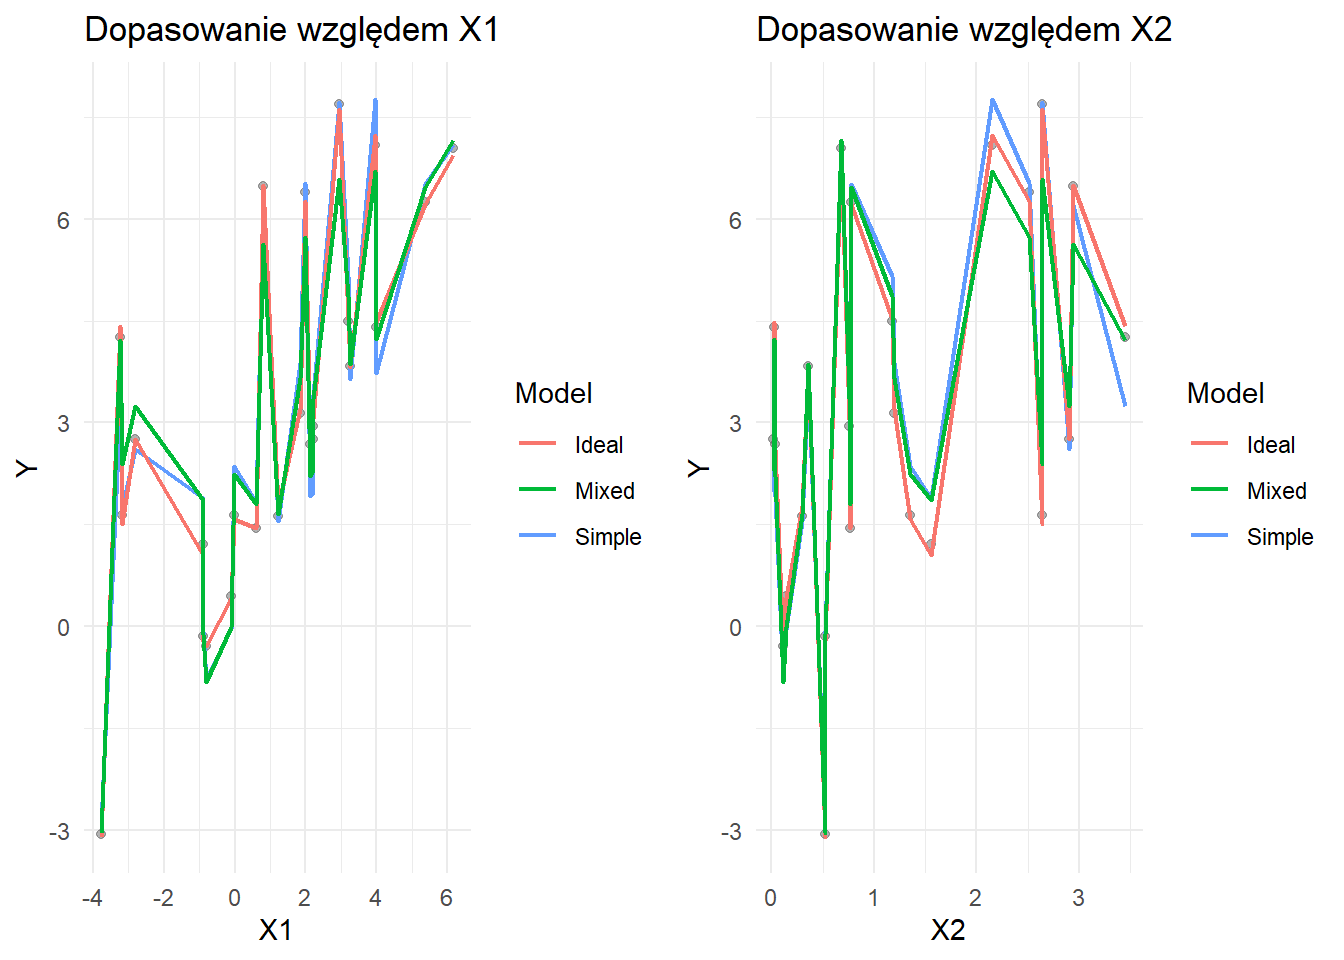 Dopasowanie względem X1
Y
6
3
0
-3
-4 -2 0 2 4 6
X1
Model
Ideal
Mixed
Simple
Dopasowanie względem X2
Y
6
3
0
-3
0 1 2 3
X2
Model
Ideal
Mixed
Simple